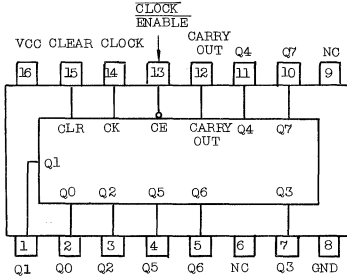 CLOCK
ENABLE
VCC CLEAR CLOCK CARRY OUT Q4 Q7 NC
16 15 14 13 12 11 10 9
CLR CK CE CARRY OUT Q4 Q7
Q1
Q0 Q2 Q5 Q6 Q3
1 2 3 4 5 6 7 8
Q1 Q0 Q2 Q5 Q6 NC Q3 GND